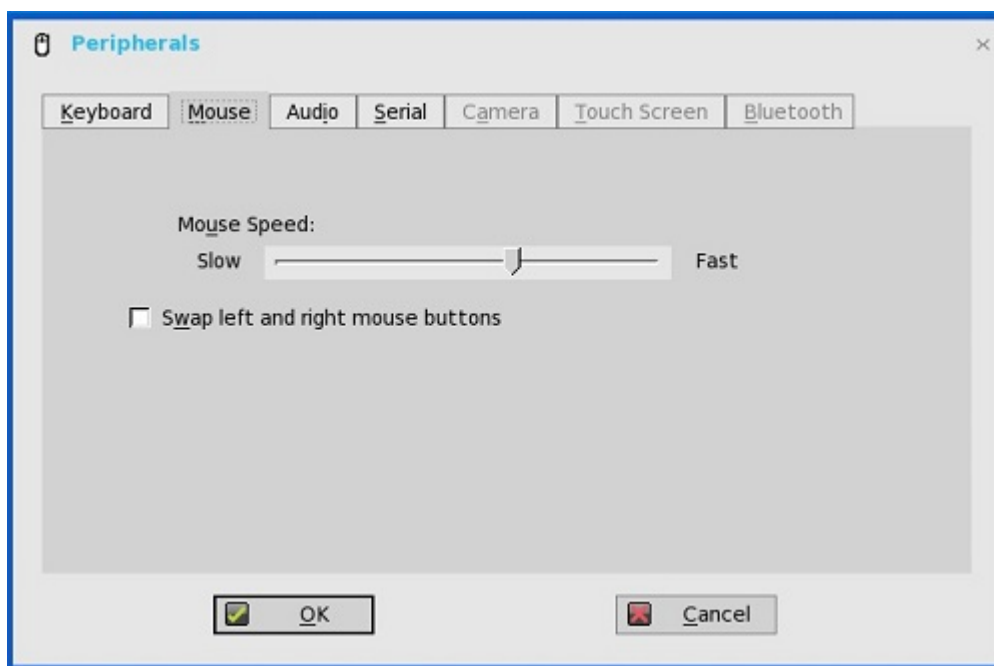 Peripherals
Keyboard Mouse Audio Serial Camera Touch Screen Bluetooth
Mouse Speed:
Slow Fast
Swap left and right mouse buttons
OK Cancel